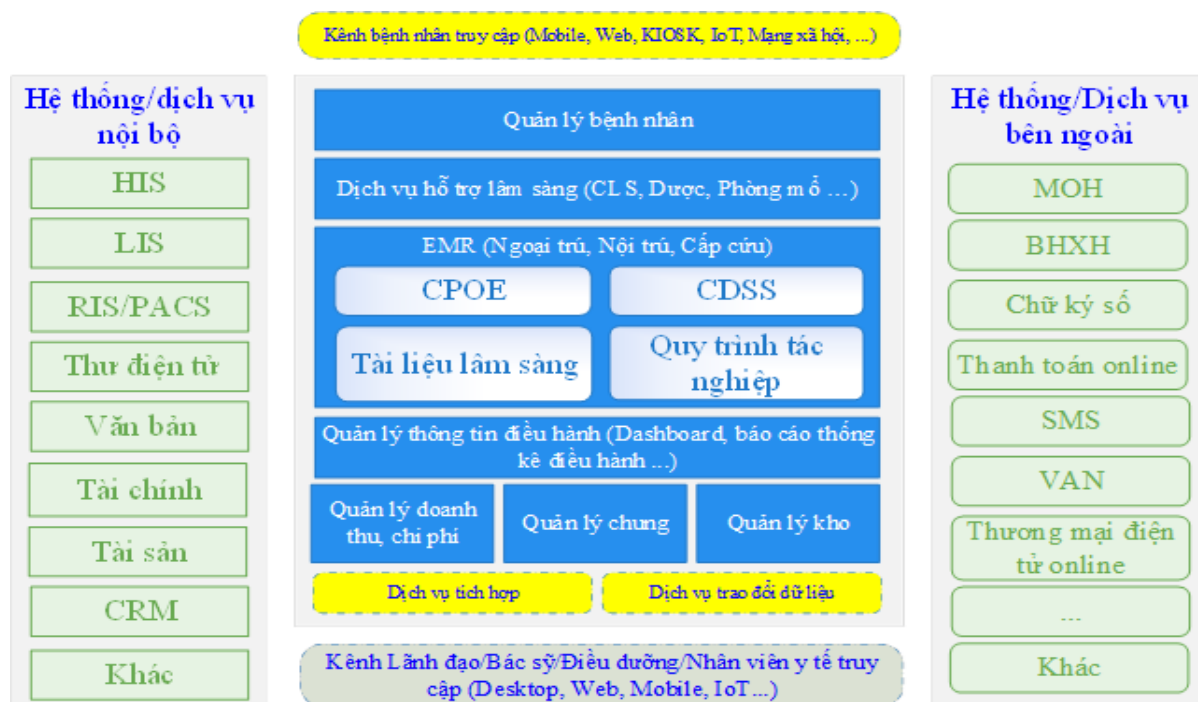 Kênh bệnh nhân truy cập (Mobile, Web, KIOSK, IoT, Mạng xã hội, ...)
Hệ thống/dịch vụ
nội bộ
HIS
LIS
RIS/PACS
Thư điện tử
Văn bản
Tài chính
Tài sản
CRM
Khác
Quản lý bệnh nhân
Dịch vụ hỗ trợ lâm sàng (CLS, Dược, Phòng mổ ...)
EMR (Ngoại trú, Nội trú, Cấp cứu)
CPOE
CDSS
Tài liệu lâm sàng
Quy trình tác
nghiệp
Quản lý thông tin điều hành (Dashboard, báo cáo thống
kê điều hành ...)
Quản lý doanh
thu, chi phí
Quản lý chung
Quản lý kho
Dịch vụ tích hợp
Dịch vụ trao đổi dữ liệu
Kênh Lãnh đạo/Bác sỹ/Điều dưỡng/Nhân viên y tế truy
cập (Desktop, Web, Mobile, IoT...)
Hệ thống/Dịch vụ
bên ngoài
MOH
BHXH
Chữ ký số
Thanh toán online
SMS
VAN
Thương mại điện
tử online
...
Khác